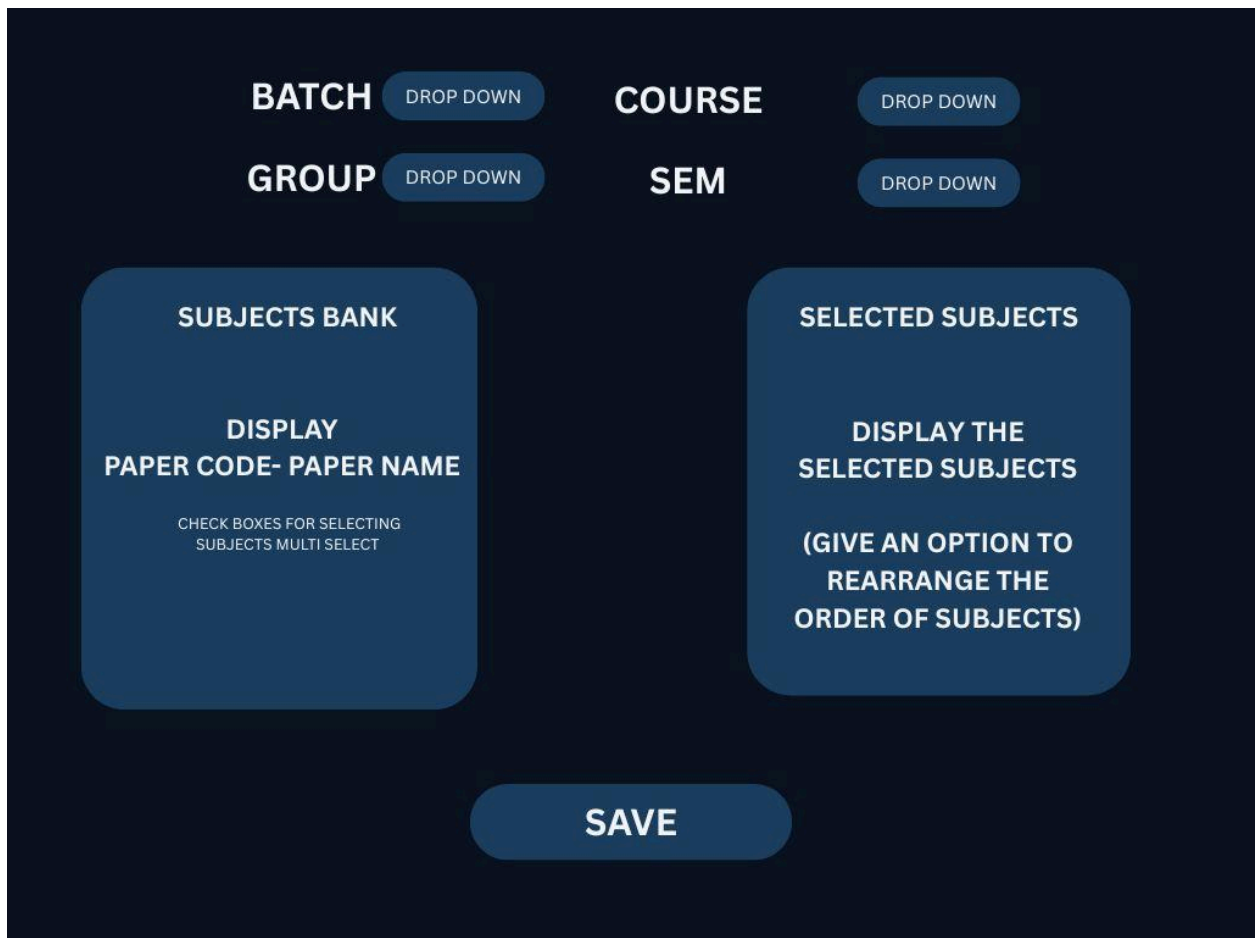 BATCH DROP DOWN COURSE DROP DOWN
GROUP DROP DOWN SEM DROP DOWN
SUBJECTS BANK
DISPLAY
PAPER CODE- PAPER NAME
CHECK BOXES FOR SELECTING
SUBJECTS MULTI SELECT
SELECTED SUBJECTS
DISPLAY THE
SELECTED SUBJECTS
(GIVE AN OPTION TO
REARRANGE THE
ORDER OF SUBJECTS)
SAVE